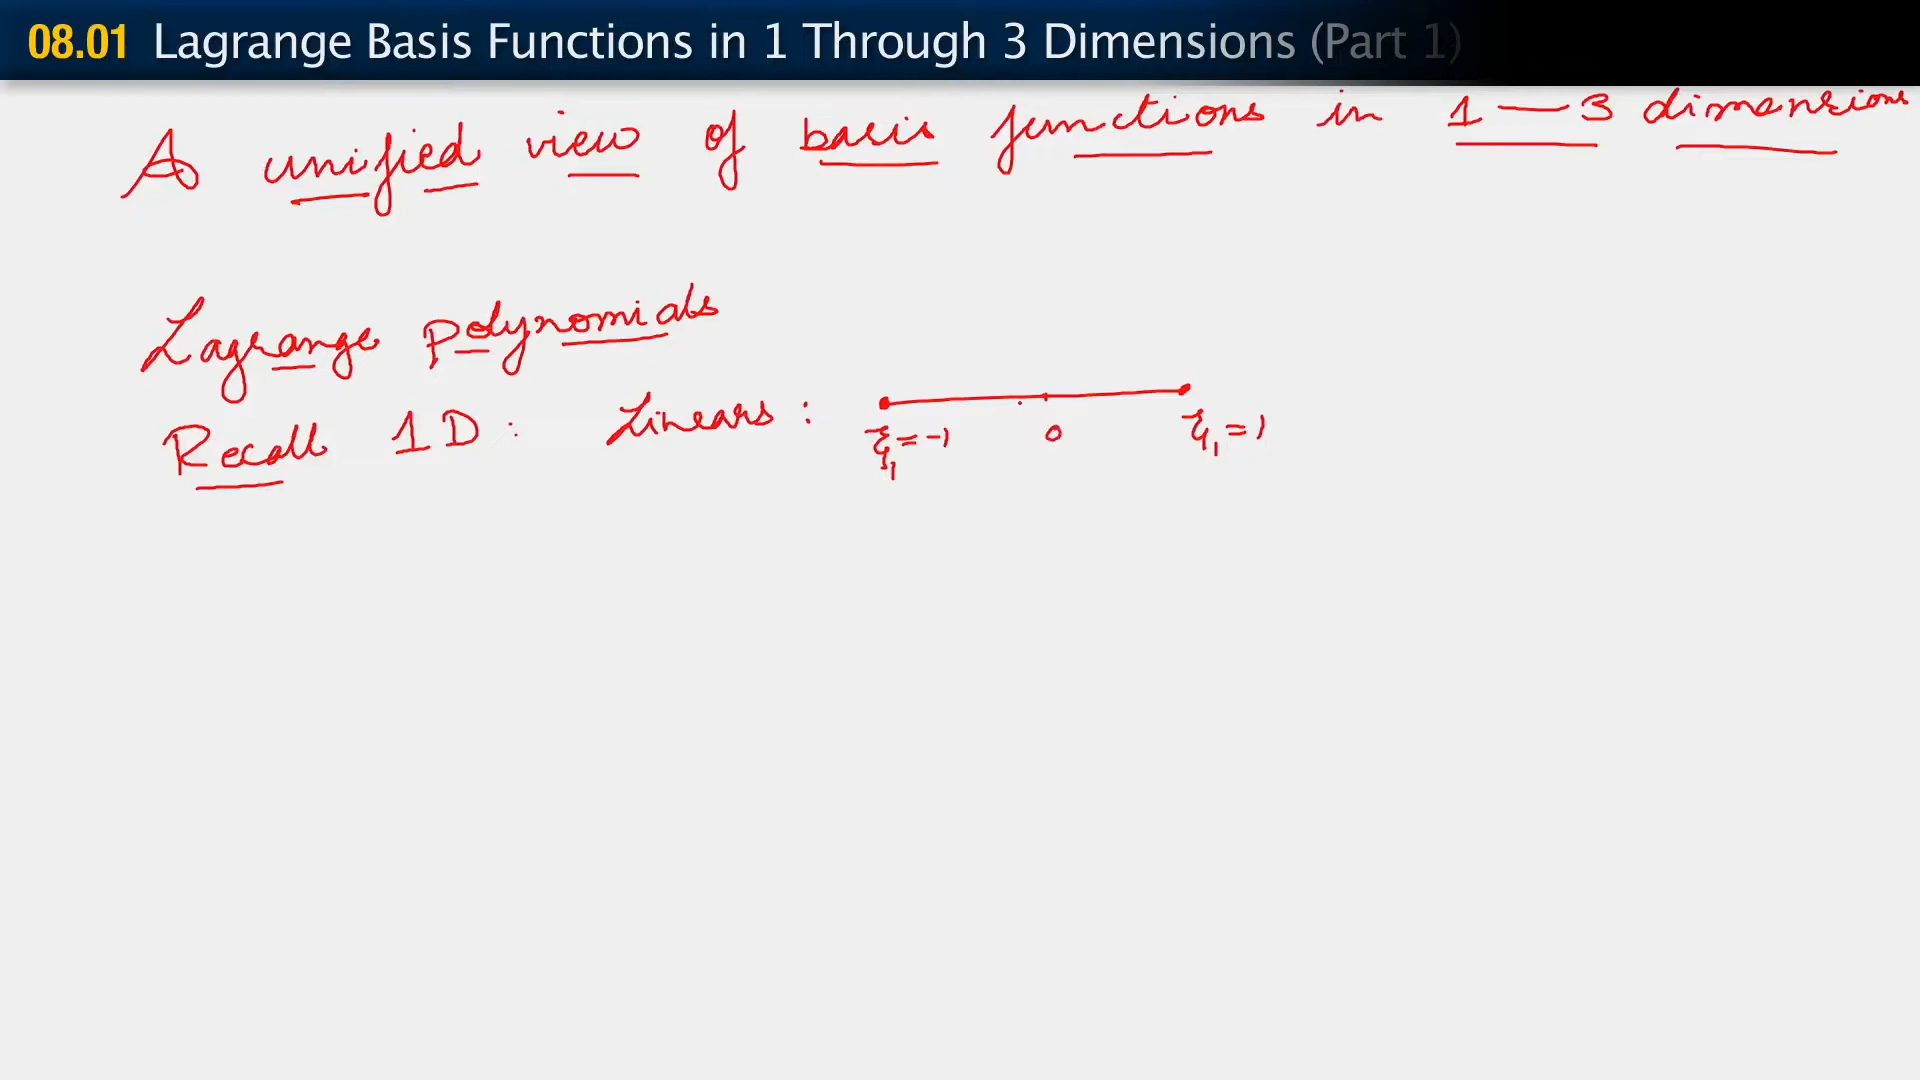 08.01 Lagrange Basis Functions in 1 Through 3 Dimensions (Part 1)
A unified view of basis functions in 1 — 3 dimensions
Lagrange polynomials
Recall 1D: Linears:
ξ₁ = -1 0 ξ₁ = 1